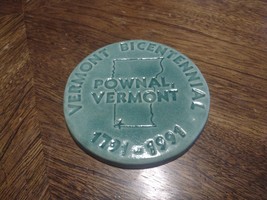 VERMONT BICENTENNIAL
POWNAL,
VERMONT
1791-1991